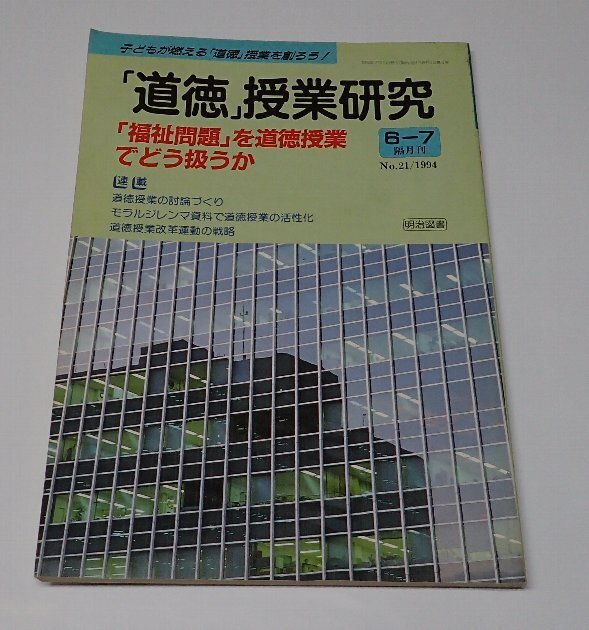 子どもが燃える「道徳」授業を創ろう！
「道徳」授業研究
「福祉問題」を道徳授業
でどう扱うか
6−7
隔月刊
No.21/1994
連載
道徳授業の討論づくり
モラルジレンマ資料で道徳授業の活性化
道徳授業改革運動の戦略
明治図書